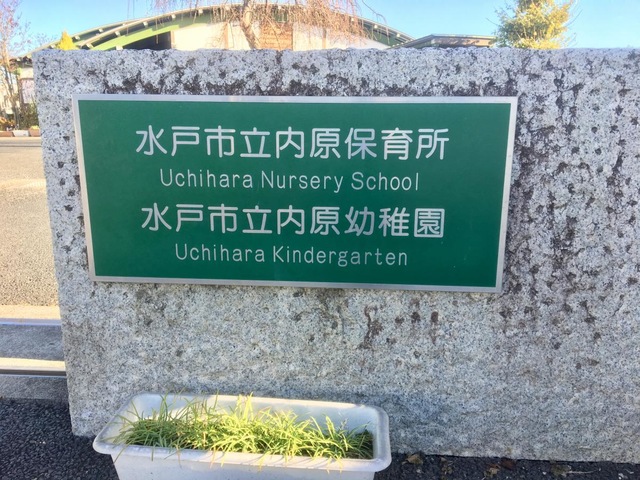 水戸市立内原保育所
Uchihara Nursery School
水戸市立内原幼稚園
Uchihara Kindergarten